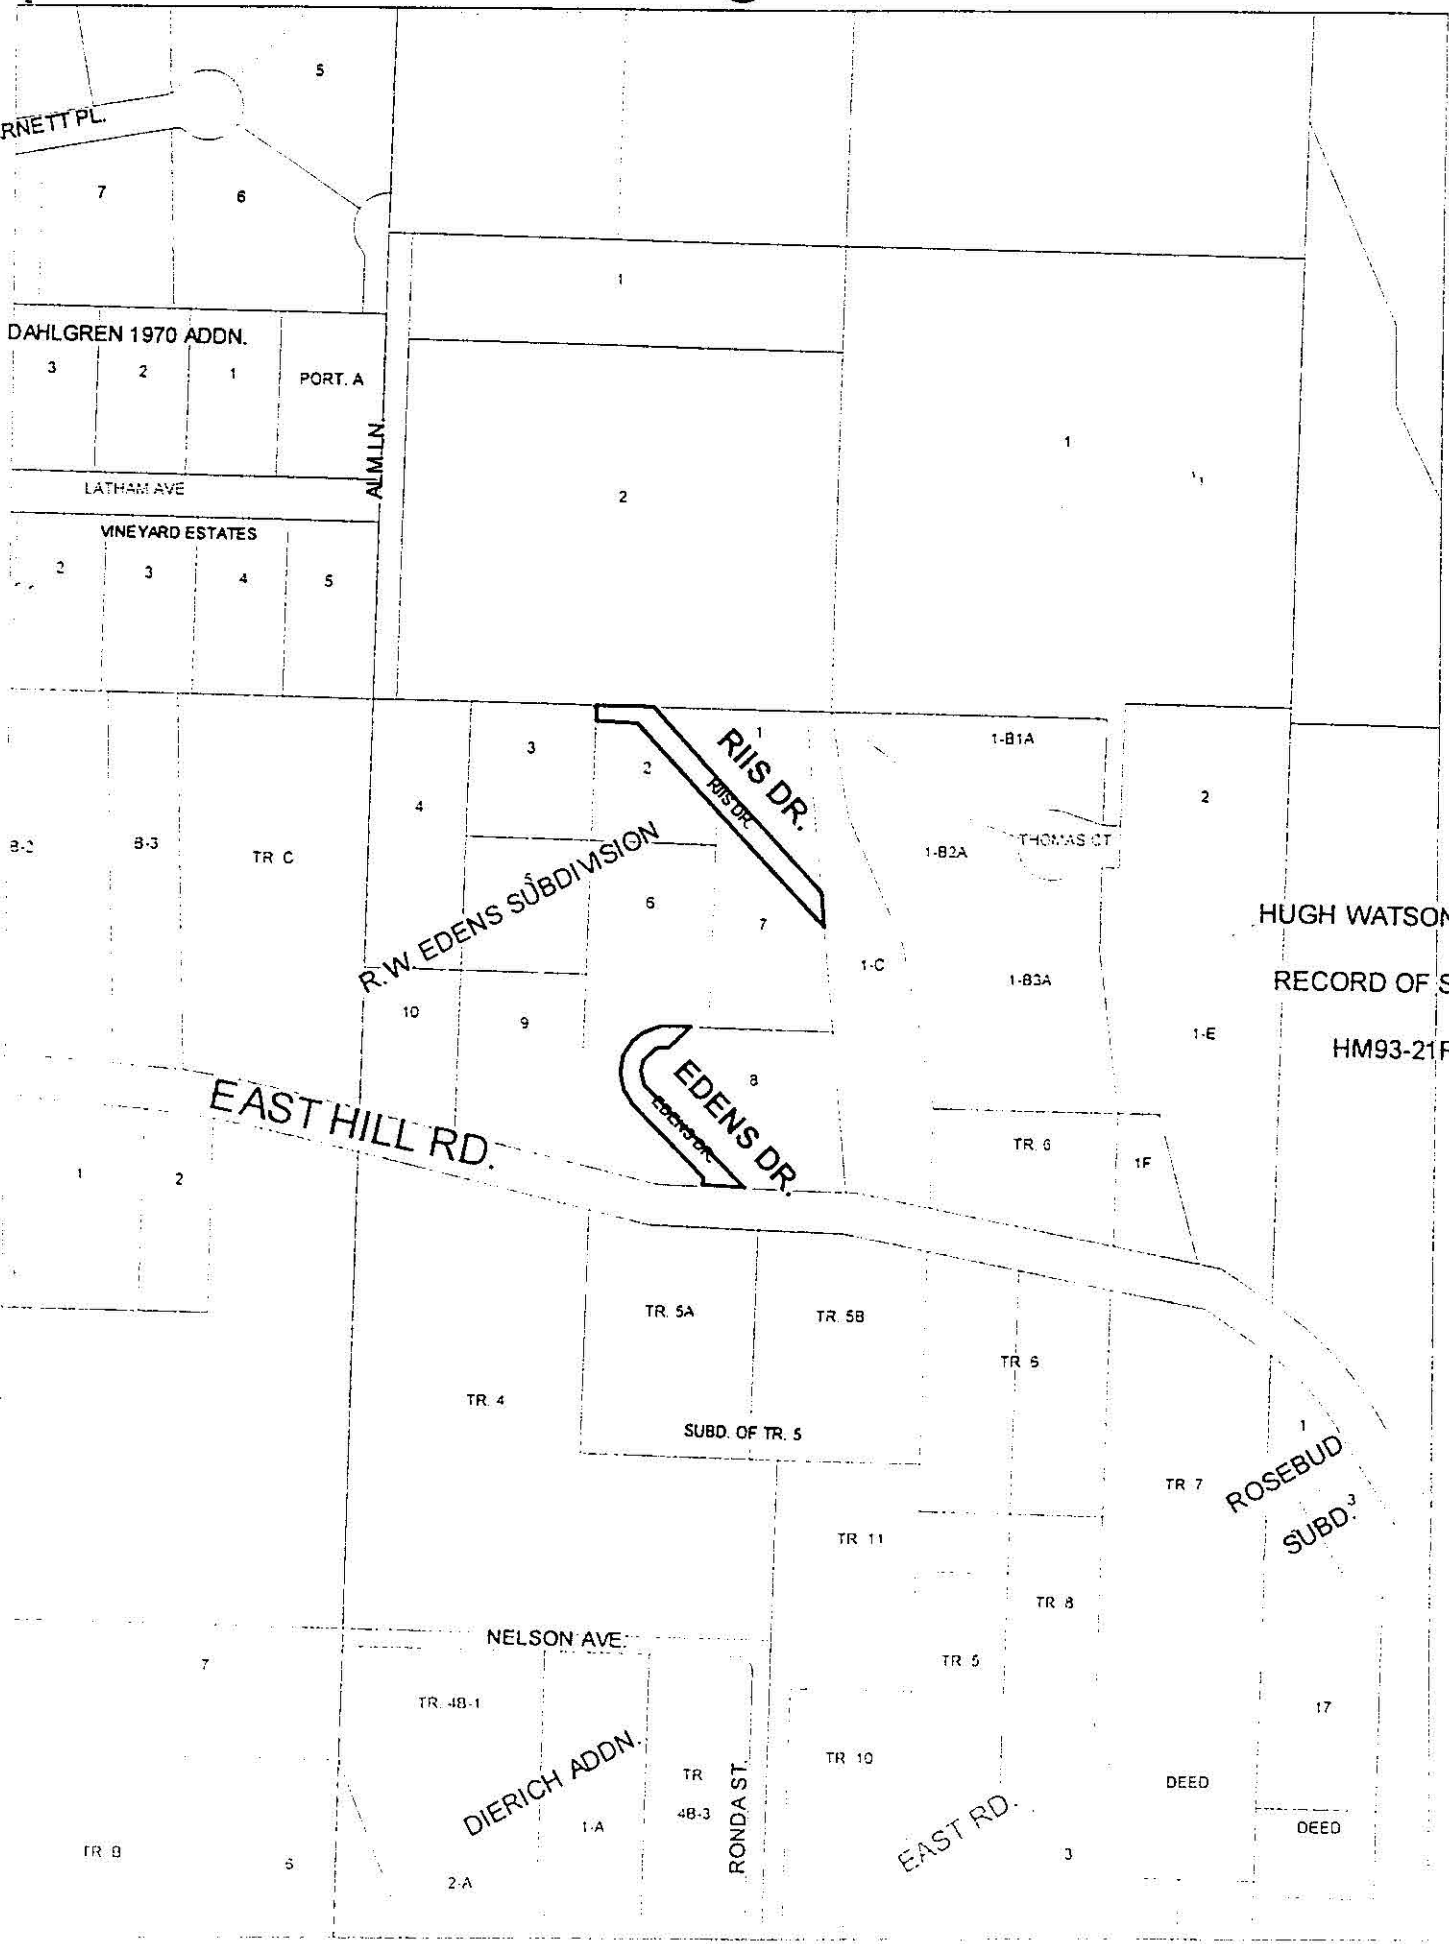 5
RNETT PL.
7
6
1
DAHLGREN 1970 ADDN.
3
2
1
PORT. A
ALM LN.
1
2
LATHAM AVE
VINEYARD ESTATES
2
3
4
5
RIIS DR.
RIIS DR.
1
1-B1A
3
2
2
4
B-2
B-3
TR C
THOMAS CT
1-B2A
R.W. EDENS SUBDIVISION
5
6
7
HUGH WATSON
1-C
1-B3A
RECORD OF S
10
9
1-E
HM93-21F
8
EDENS DR.
EDENS DR.
EAST HILL RD.
TR. 6
1F
1
2
TR. 5A
TR. 5B
TR 6
TR. 4
SUBD. OF TR. 5
1
TR 7
ROSEBUD
SUBD.
3
TR 11
TR 8
NELSON AVE.
7
TR 5
TR. 4B-1
17
DIERICH ADDN.
TR 10
TR
4B-3
DEED
RONDA ST.
1-A
EAST RD.
DEED
TR B
6
2-A
3